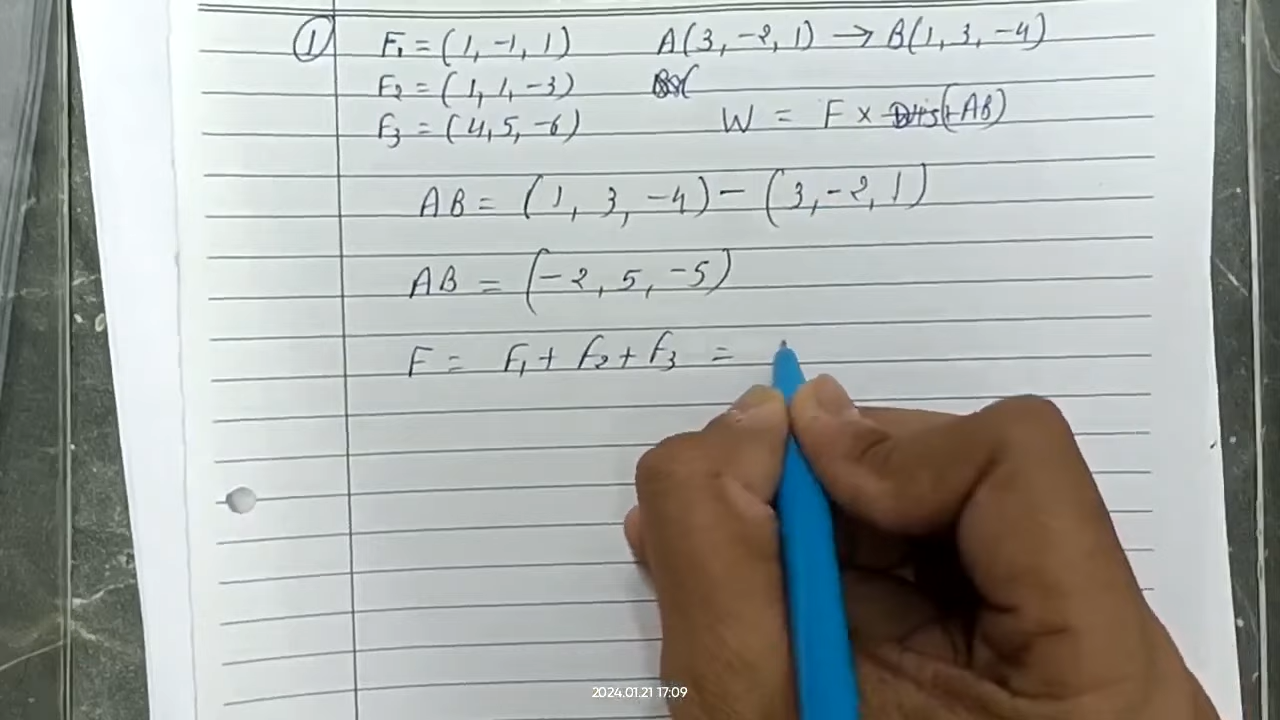 ① F₁ = (1, -1, 1) A(3, -2, 1) → B(1, 3, -4)
F₂ = (1, 1, -3)
F₃ = (4, 5, -6) W = F × (AB)
AB = (1, 3, -4) - (3, -2, 1)
AB = (-2, 5, -5)
F = F₁ + F₂ + F₃ =
2024.01.21 17:09